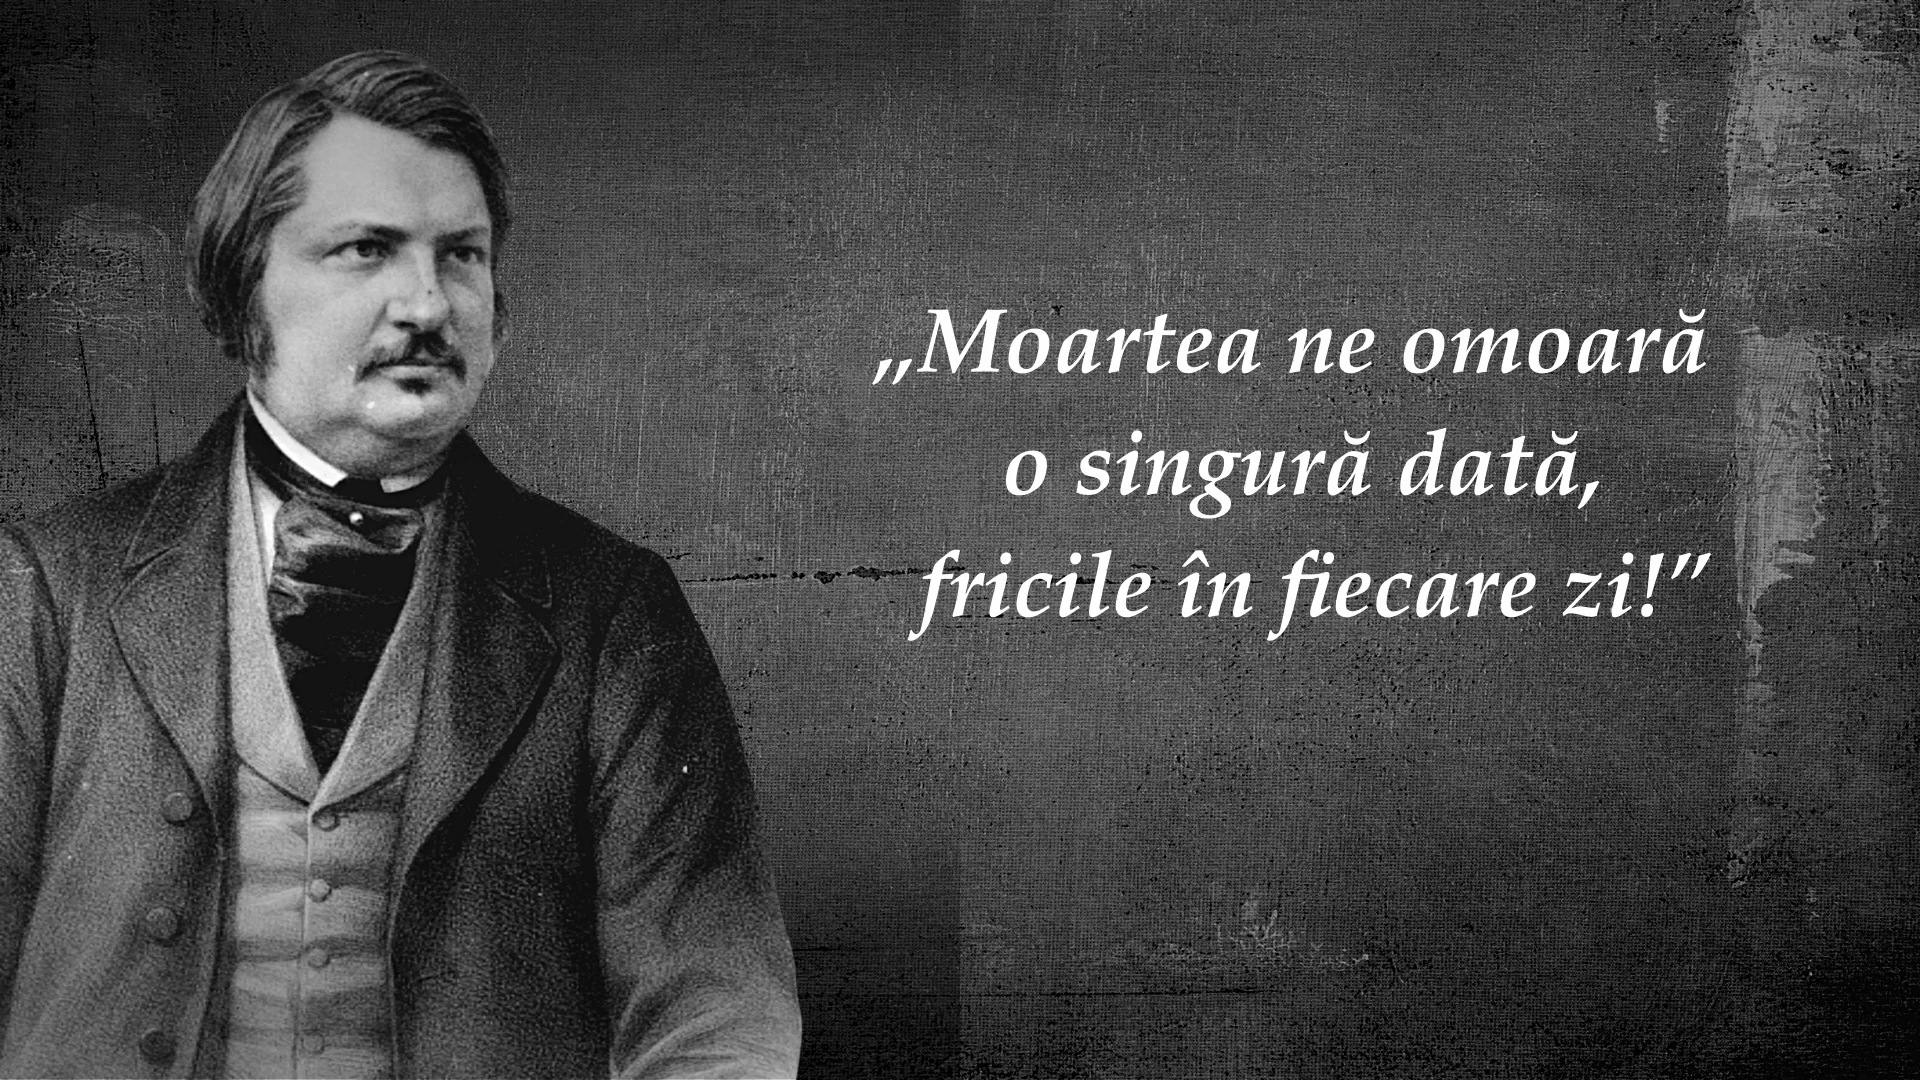 „Moartea ne omoară
o singură dată,
fricile în fiecare zi!”